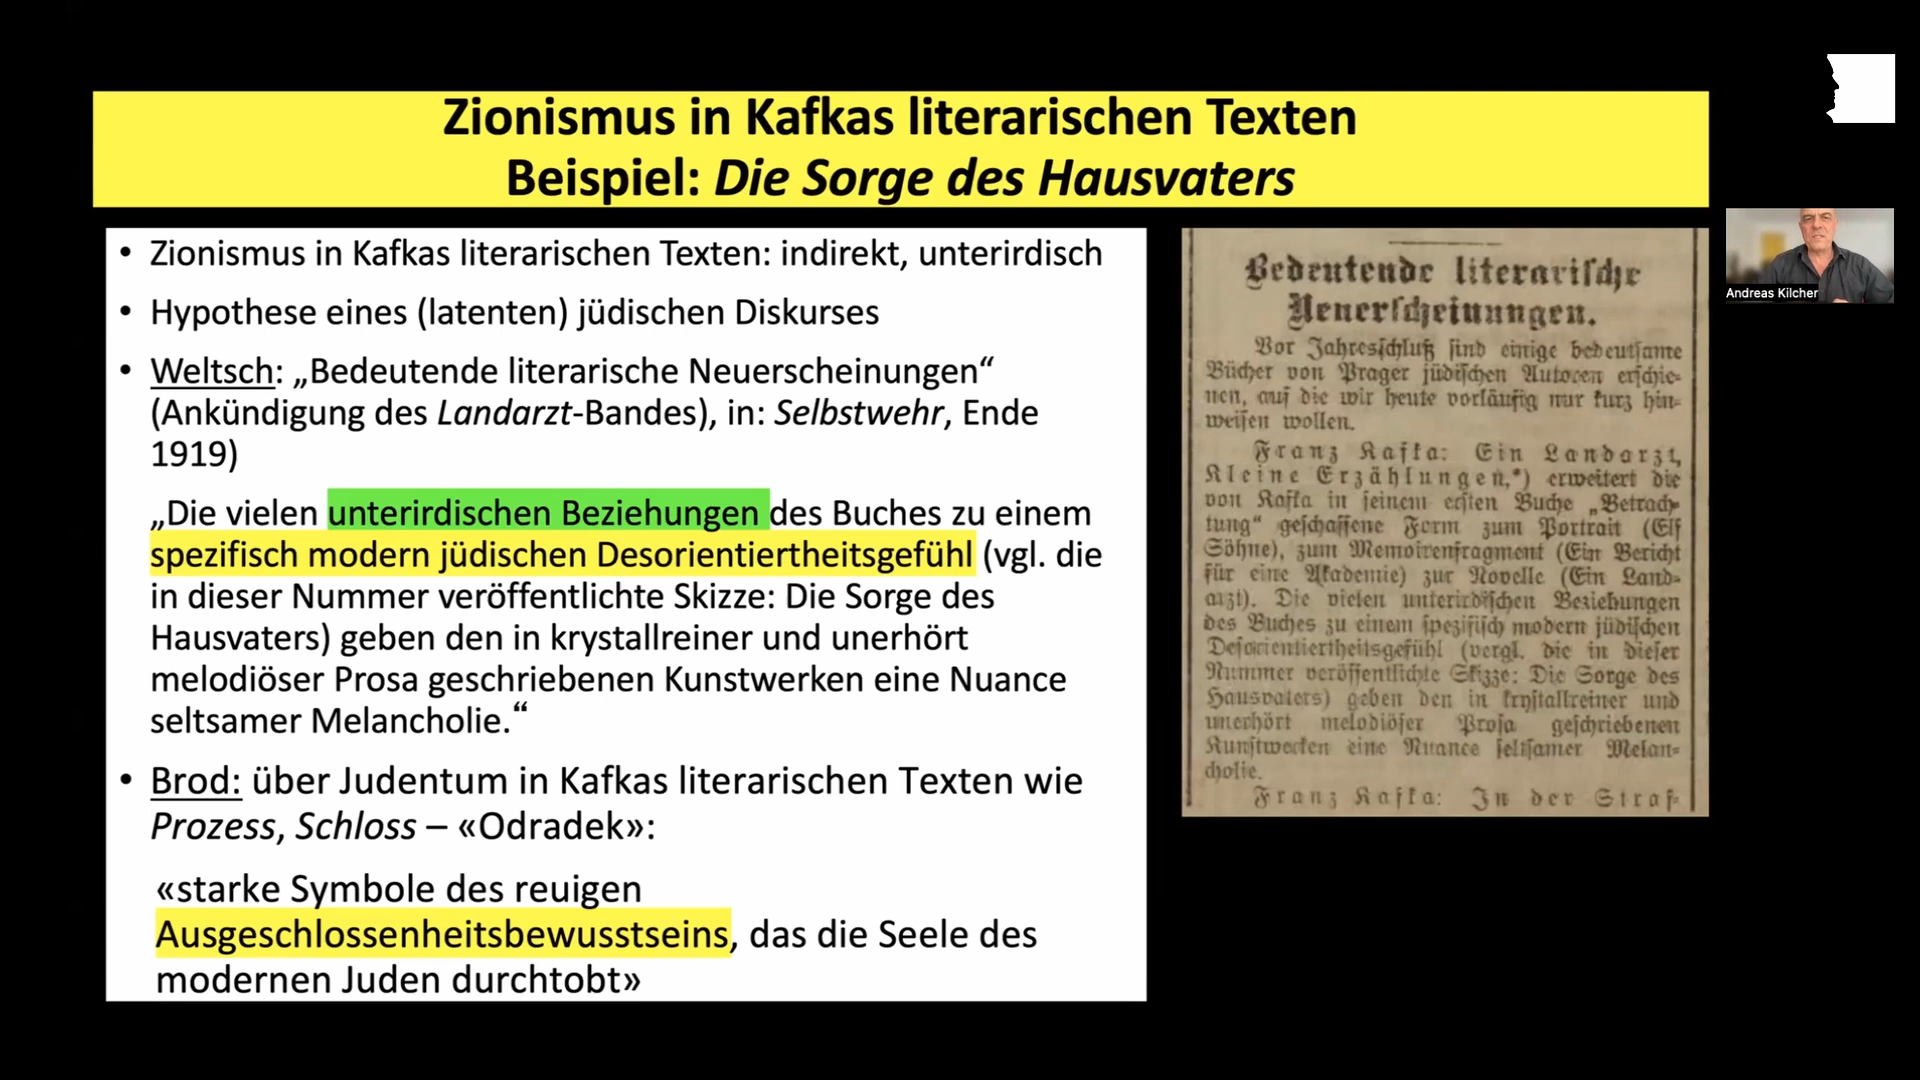 Zionismus in Kafkas literarischen Texten
Beispiel: Die Sorge des Hausvaters
• Zionismus in Kafkas literarischen Texten: indirekt, unterirdisch
• Hypothese eines (latenten) jüdischen Diskurses
• Weltsch: „Bedeutende literarische Neuerscheinungen“
(Ankündigung des Landarzt-Bandes), in: Selbstwehr, Ende
1919)
„Die vielen unterirdischen Beziehungen des Buches zu einem
spezifisch modern jüdischen Desorientiertheitsgefühl (vgl. die
in dieser Nummer veröffentlichte Skizze: Die Sorge des
Hausvaters) geben den in krystallreiner und unerhört
melodiöser Prosa geschriebenen Kunstwerken eine Nuance
seltsamer Melancholie.“
• Brod: über Judentum in Kafkas literarischen Texten wie
Prozess, Schloss – «Odradek»:
«starke Symbole des reuigen
Ausgeschlossenheitsbewusstseins, das die Seele des
modernen Juden durchtobt»
Bedeutende literarische
Neuerscheinungen.
Vor Jahresschluß sind einige bedeutsame
Bücher von Prager jüdischen Autoren erschie-
nen, auf die wir heute vorläufig nur kurz hin-
weisen wollen.
Franz Kafka: Ein Landarzt,
Kleine Erzählungen,*) erweitert die
von Kafka in seinem ersten Buche „Betrach-
tung“ geschaffene Form zum Portrait (Elf
Söhne), zum Memoirenfragment (Ein Bericht
für eine Akademie) zur Novelle (Ein Land-
arzt). Die vielen unterirdischen Beziehungen
des Buches zu einem spezifisch modern jüdischen
Desorientiertheitsgefühl (vergl. die in dieser
Nummer veröffentlichte Skizze: Die Sorge des
Hausvaters) geben den in krystallreiner und
unerhört melodiöser Prosa geschriebenen
Kunstwerken eine Nuance seltsamer Melan-
cholie.
Franz Kafka: In der Straf-
Andreas Kilcher